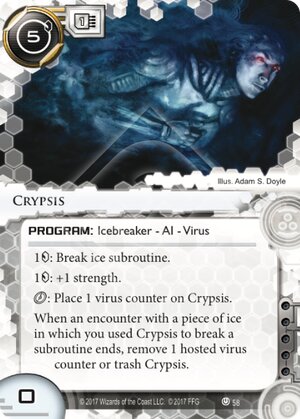 5
1
Illus. Adam S. Doyle
Crypsis
PROGRAM: Icebreaker - AI - Virus
1: Break ice subroutine.
1: +1 strength.
: Place 1 virus counter on Crypsis.
When an encounter with a piece of ice
in which you used Crypsis to break a
subroutine ends, remove 1 hosted virus
counter or trash Crypsis.
0
© 2017 Wizards of the Coast LLC. © 2017 FFG
58